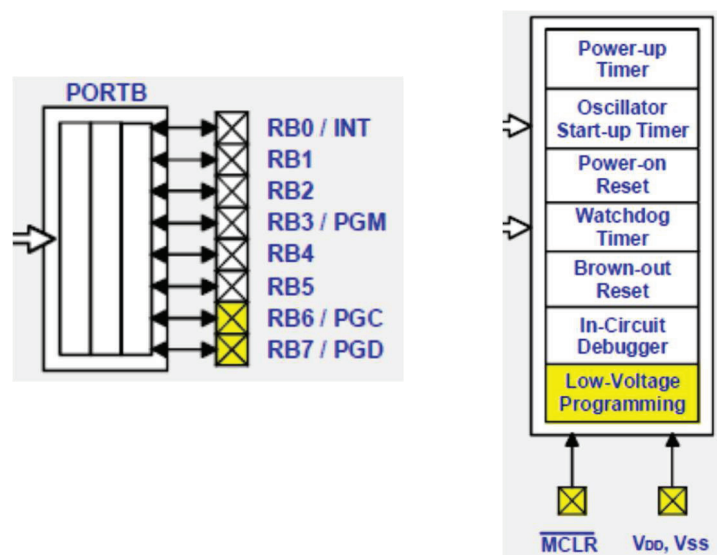 PORTB
RB0 / INT
RB1
RB2
RB3 / PGM
RB4
RB5
RB6 / PGC
RB7 / PGD
Power-up
Timer
Oscillator
Start-up Timer
Power-on
Reset
Watchdog
Timer
Brown-out
Reset
In-Circuit
Debugger
Low-Voltage
Programming
MCLR
VDD, VSS